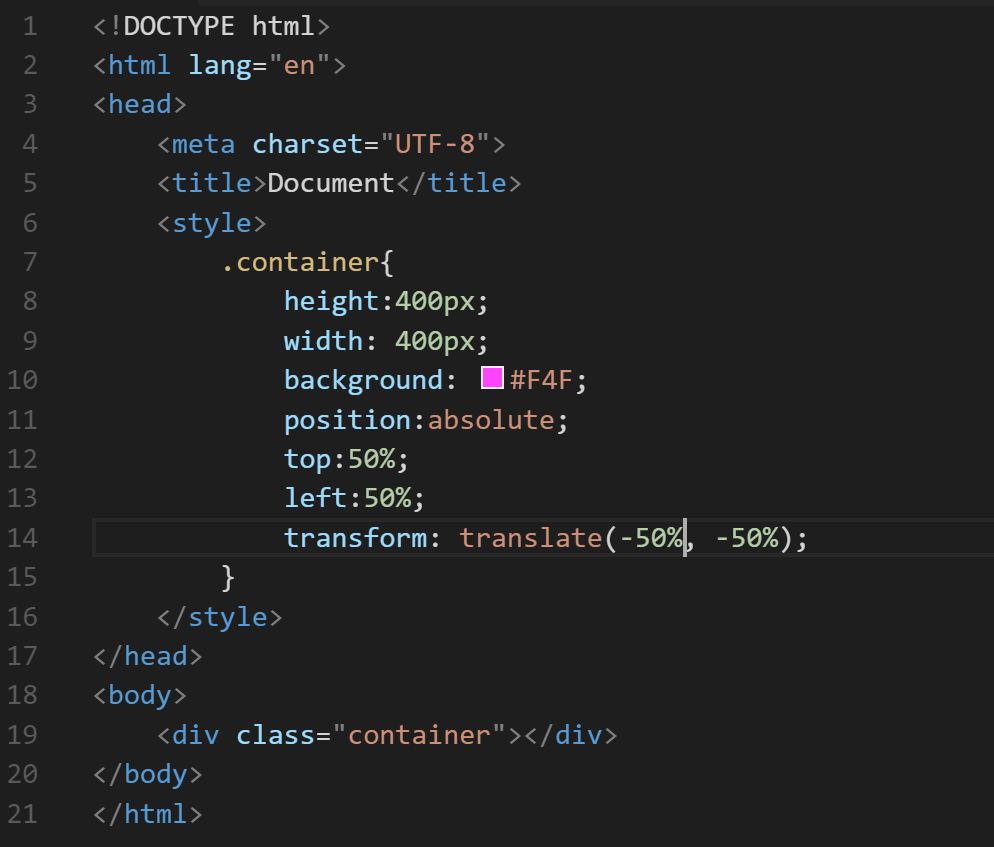 1 <!DOCTYPE html>
2 <html lang="en">
3 <head>
4     <meta charset="UTF-8">
5     <title>Document</title>
6     <style>
7         .container{
8             height:400px;
9             width: 400px;
10             background: #F4F;
11             position:absolute;
12             top:50%;
13             left:50%;
14             transform: translate(-50%, -50%);
15         }
16     </style>
17 </head>
18 <body>
19     <div class="container"></div>
20 </body>
21 </html>